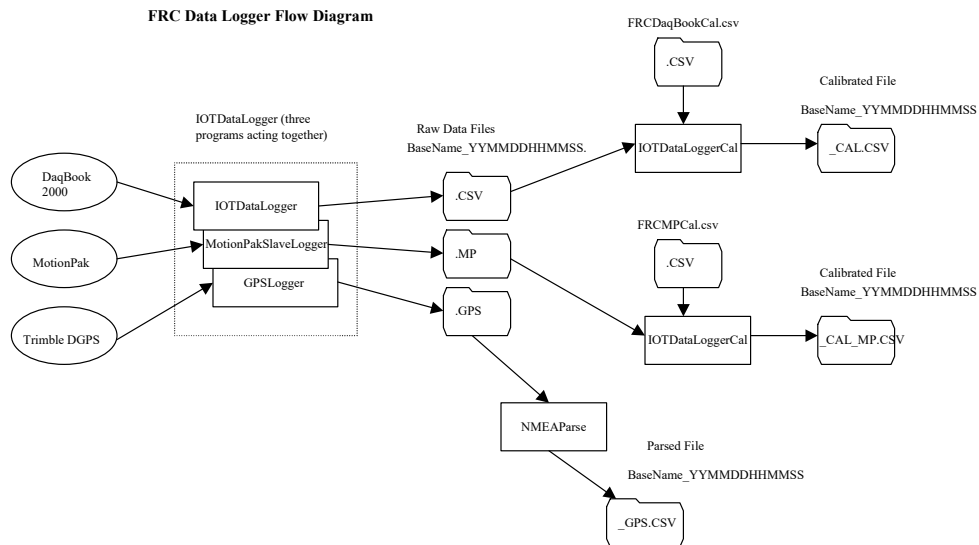 FRC Data Logger Flow Diagram
FRCDaqBookCal.csv
.CSV
Calibrated File
BaseName_YYMMDDHHMMSS
IOTDataLogger (three
programs acting together)
Raw Data Files
BaseName_YYMMDDHHMMSS.
IOTDataLoggerCal
_CAL.CSV
DaqBook
2000
IOTDataLogger
.CSV
MotionPak
MotionPakSlaveLogger
.MP
FRCMPCal.csv
.CSV
Calibrated File
BaseName_YYMMDDHHMMSS
GPSLogger
.GPS
Trimble DGPS
IOTDataLoggerCal
_CAL_MP.CSV
NMEAParse
Parsed File
BaseName_YYMMDDHHMMSS
_GPS.CSV